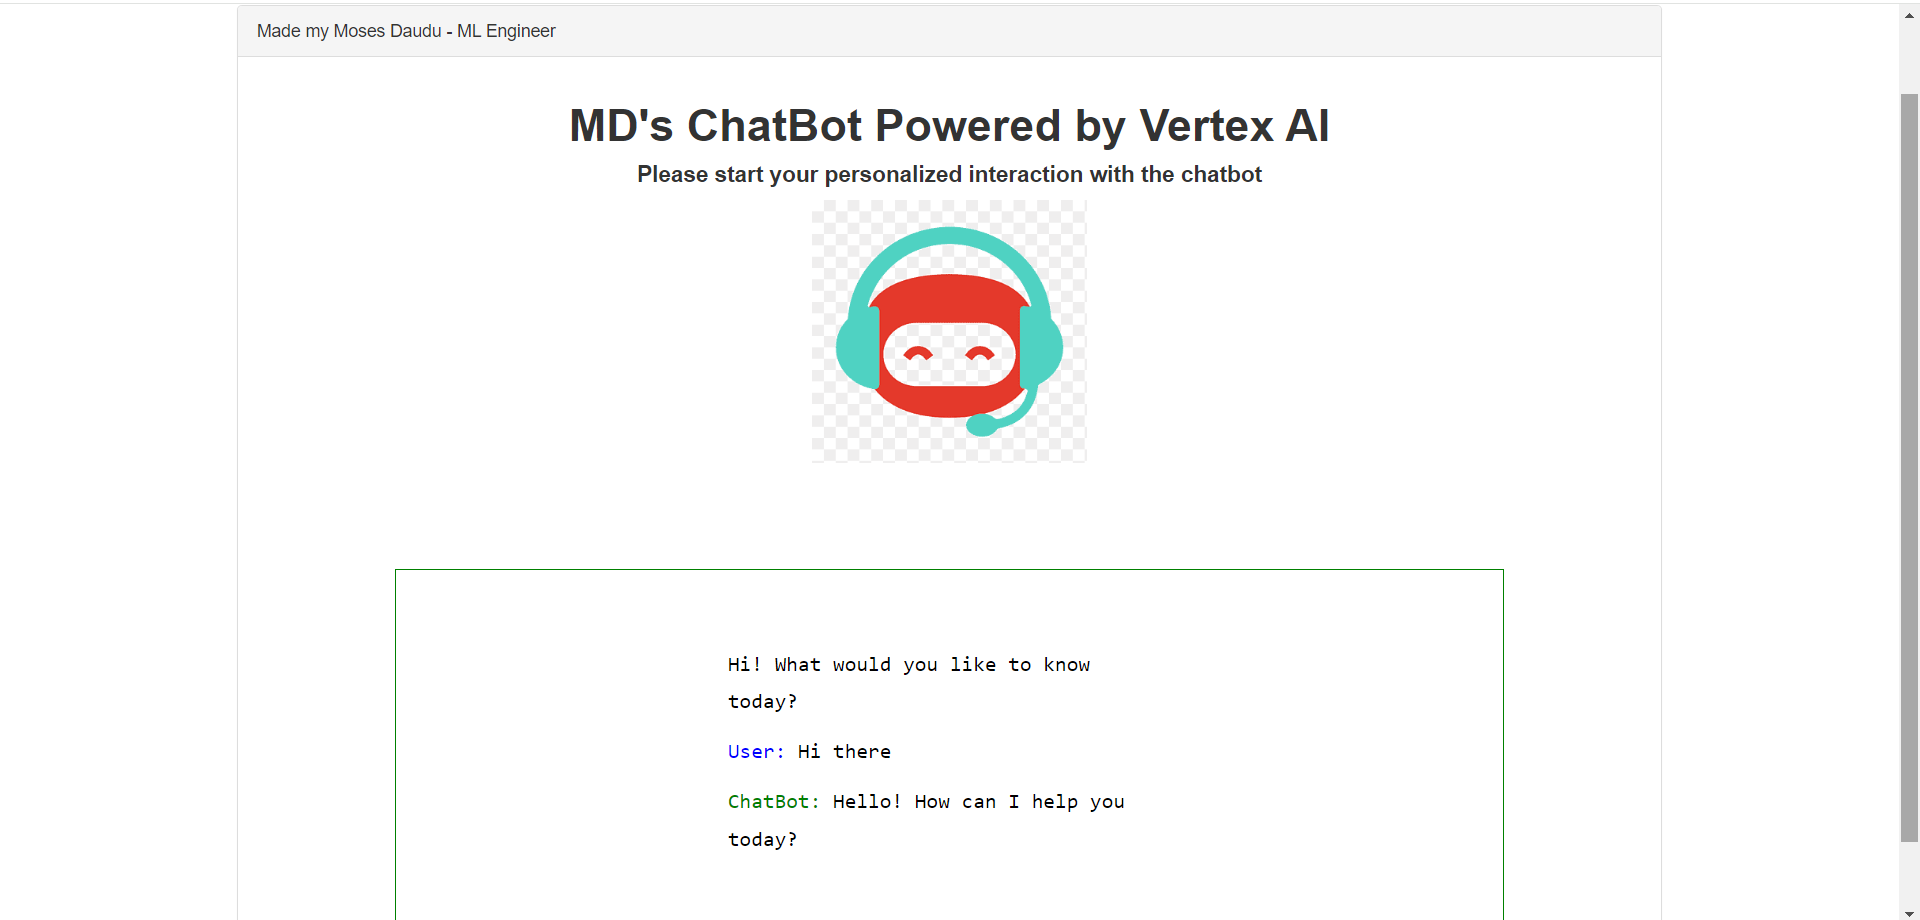 Made my Moses Daudu - ML Engineer
MD's ChatBot Powered by Vertex AI
Please start your personalized interaction with the chatbot
Hi! What would you like to know
today?
User: Hi there
ChatBot: Hello! How can I help you
today?